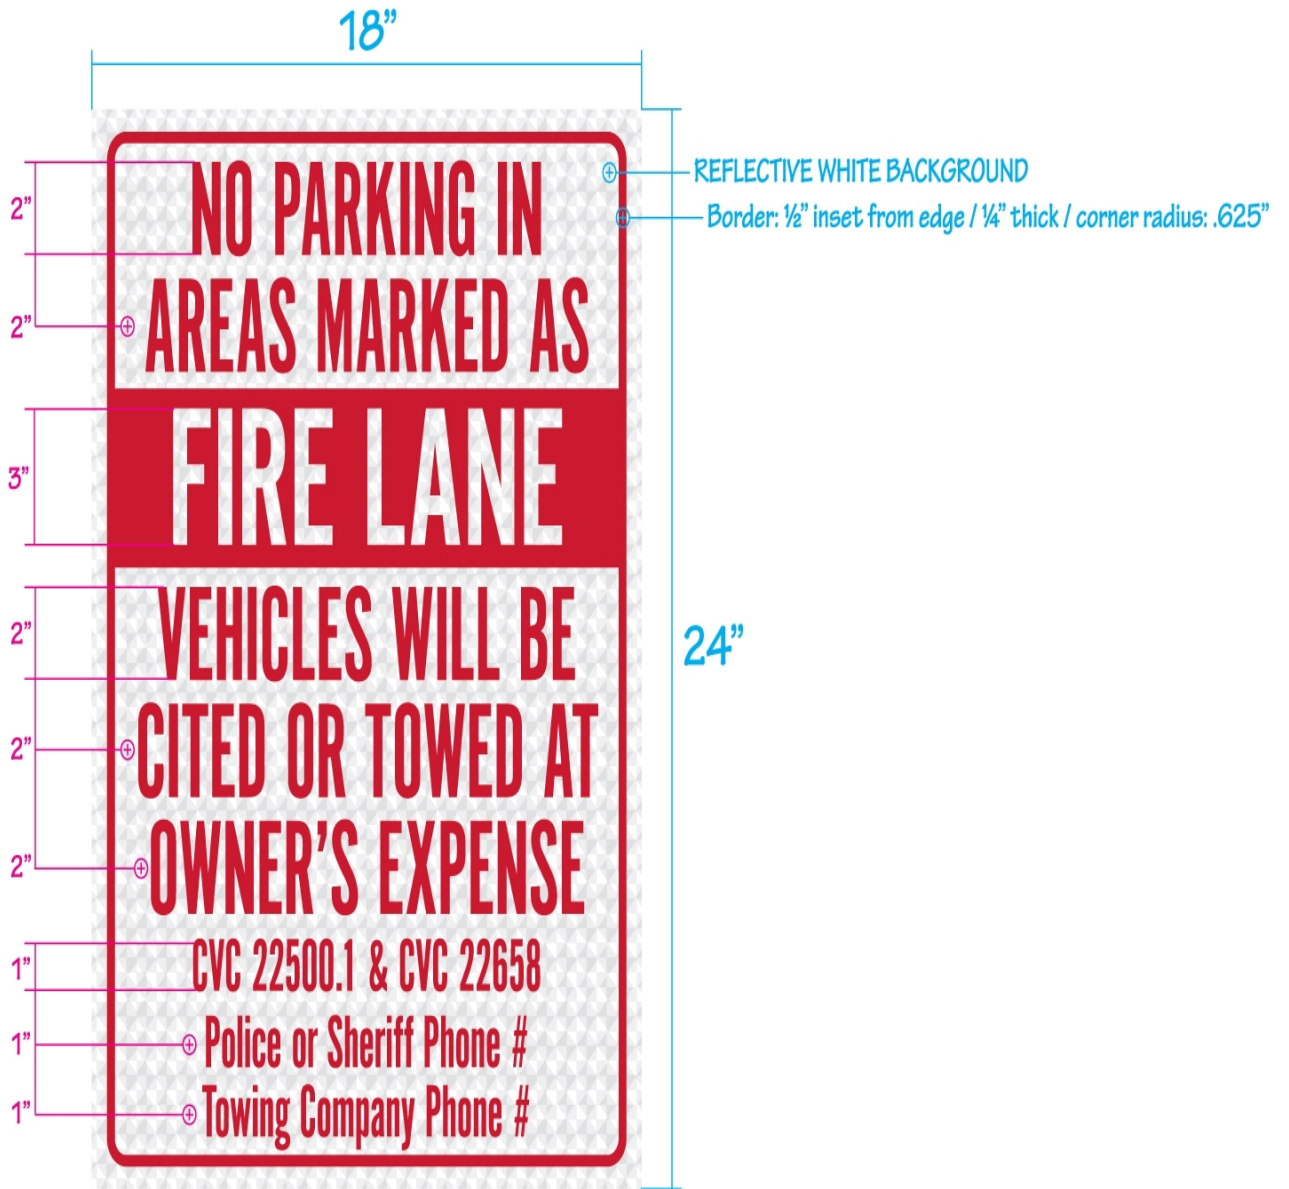 18”
REFLECTIVE WHITE BACKGROUND
Border: ½” inset from edge / ¼” thick / corner radius: .625”
24”
2”
NO PARKING IN
2”
AREAS MARKED AS
3”
FIRE LANE
2”
VEHICLES WILL BE
2”
CITED OR TOWED AT
2”
OWNER’S EXPENSE
1”
CVC 22500.1 & CVC 22658
1”
Police or Sheriff Phone #
1”
Towing Company Phone #